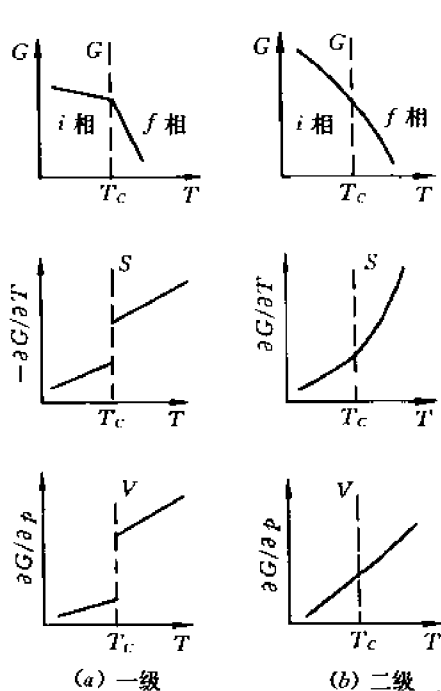 G G
i 相 f 相
T_C T
G G
i 相 f 相
T_C T
−∂G/∂T S
T_C T
∂G/∂T S
T_C T
∂G/∂p V
T_C T
∂G/∂p V
T_C T
(a) 一级
(b) 二级